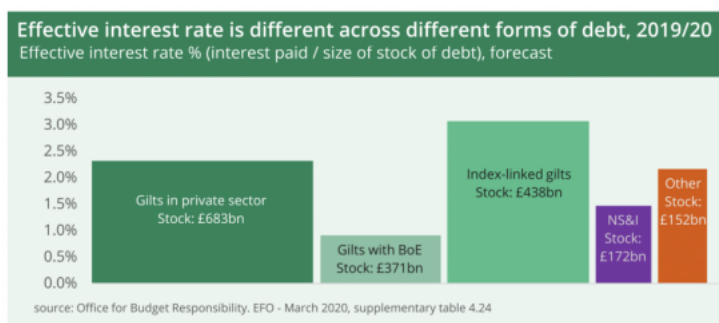 Effective interest rate is different across different forms of debt, 2019/20
Effective interest rate % (interest paid / size of stock of debt), forecast
3.5%
3.0%
2.5%
2.0%
1.5%
1.0%
0.5%
0.0%
Gilts in private sector
Stock: £683bn
Gilts with BoE
Stock: £371bn
Index-linked gilts
Stock: £438bn
NS&I
Stock:
£172bn
Other
Stock:
£152bn
source: Office for Budget Responsibility. EFO - March 2020, supplementary table 4.24